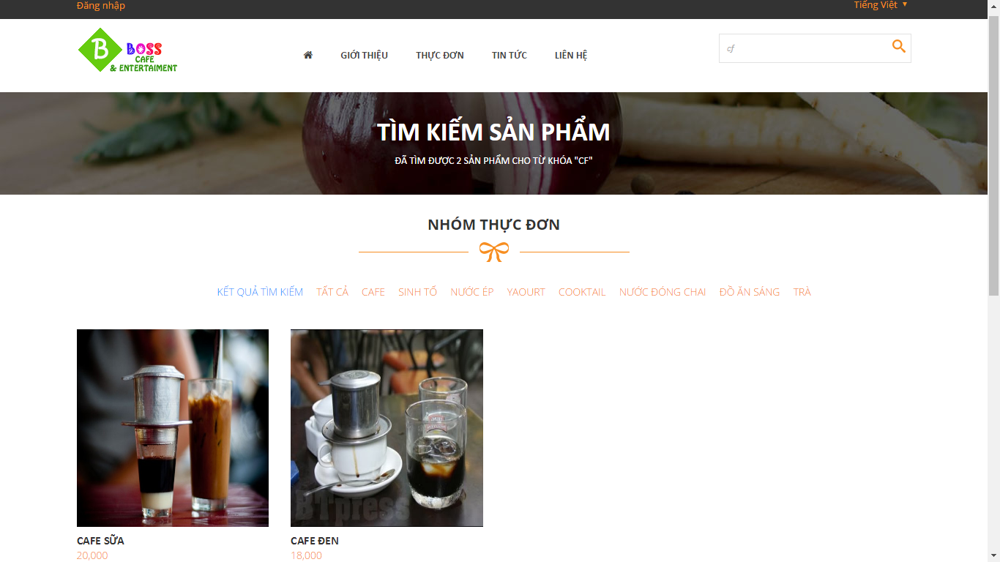 Đăng nhập
Tiếng Việt
B
BOSS
CAFE
& ENTERTAIMENT
GIỚI THIỆU
THỰC ĐƠN
TIN TỨC
LIÊN HỆ
cf
TÌM KIẾM SẢN PHẨM
ĐÃ TÌM ĐƯỢC 2 SẢN PHẨM CHO TỪ KHÓA "CF"
NHÓM THỰC ĐƠN
KẾT QUẢ TÌM KIẾM TẤT CẢ CAFE SINH TỐ NƯỚC ÉP YAOURT COOKTAIL NƯỚC ĐÓNG CHAI ĐỒ ĂN SÁNG TRÀ
BTpress
CAFE SỮA
20,000
CAFE ĐEN
18,000